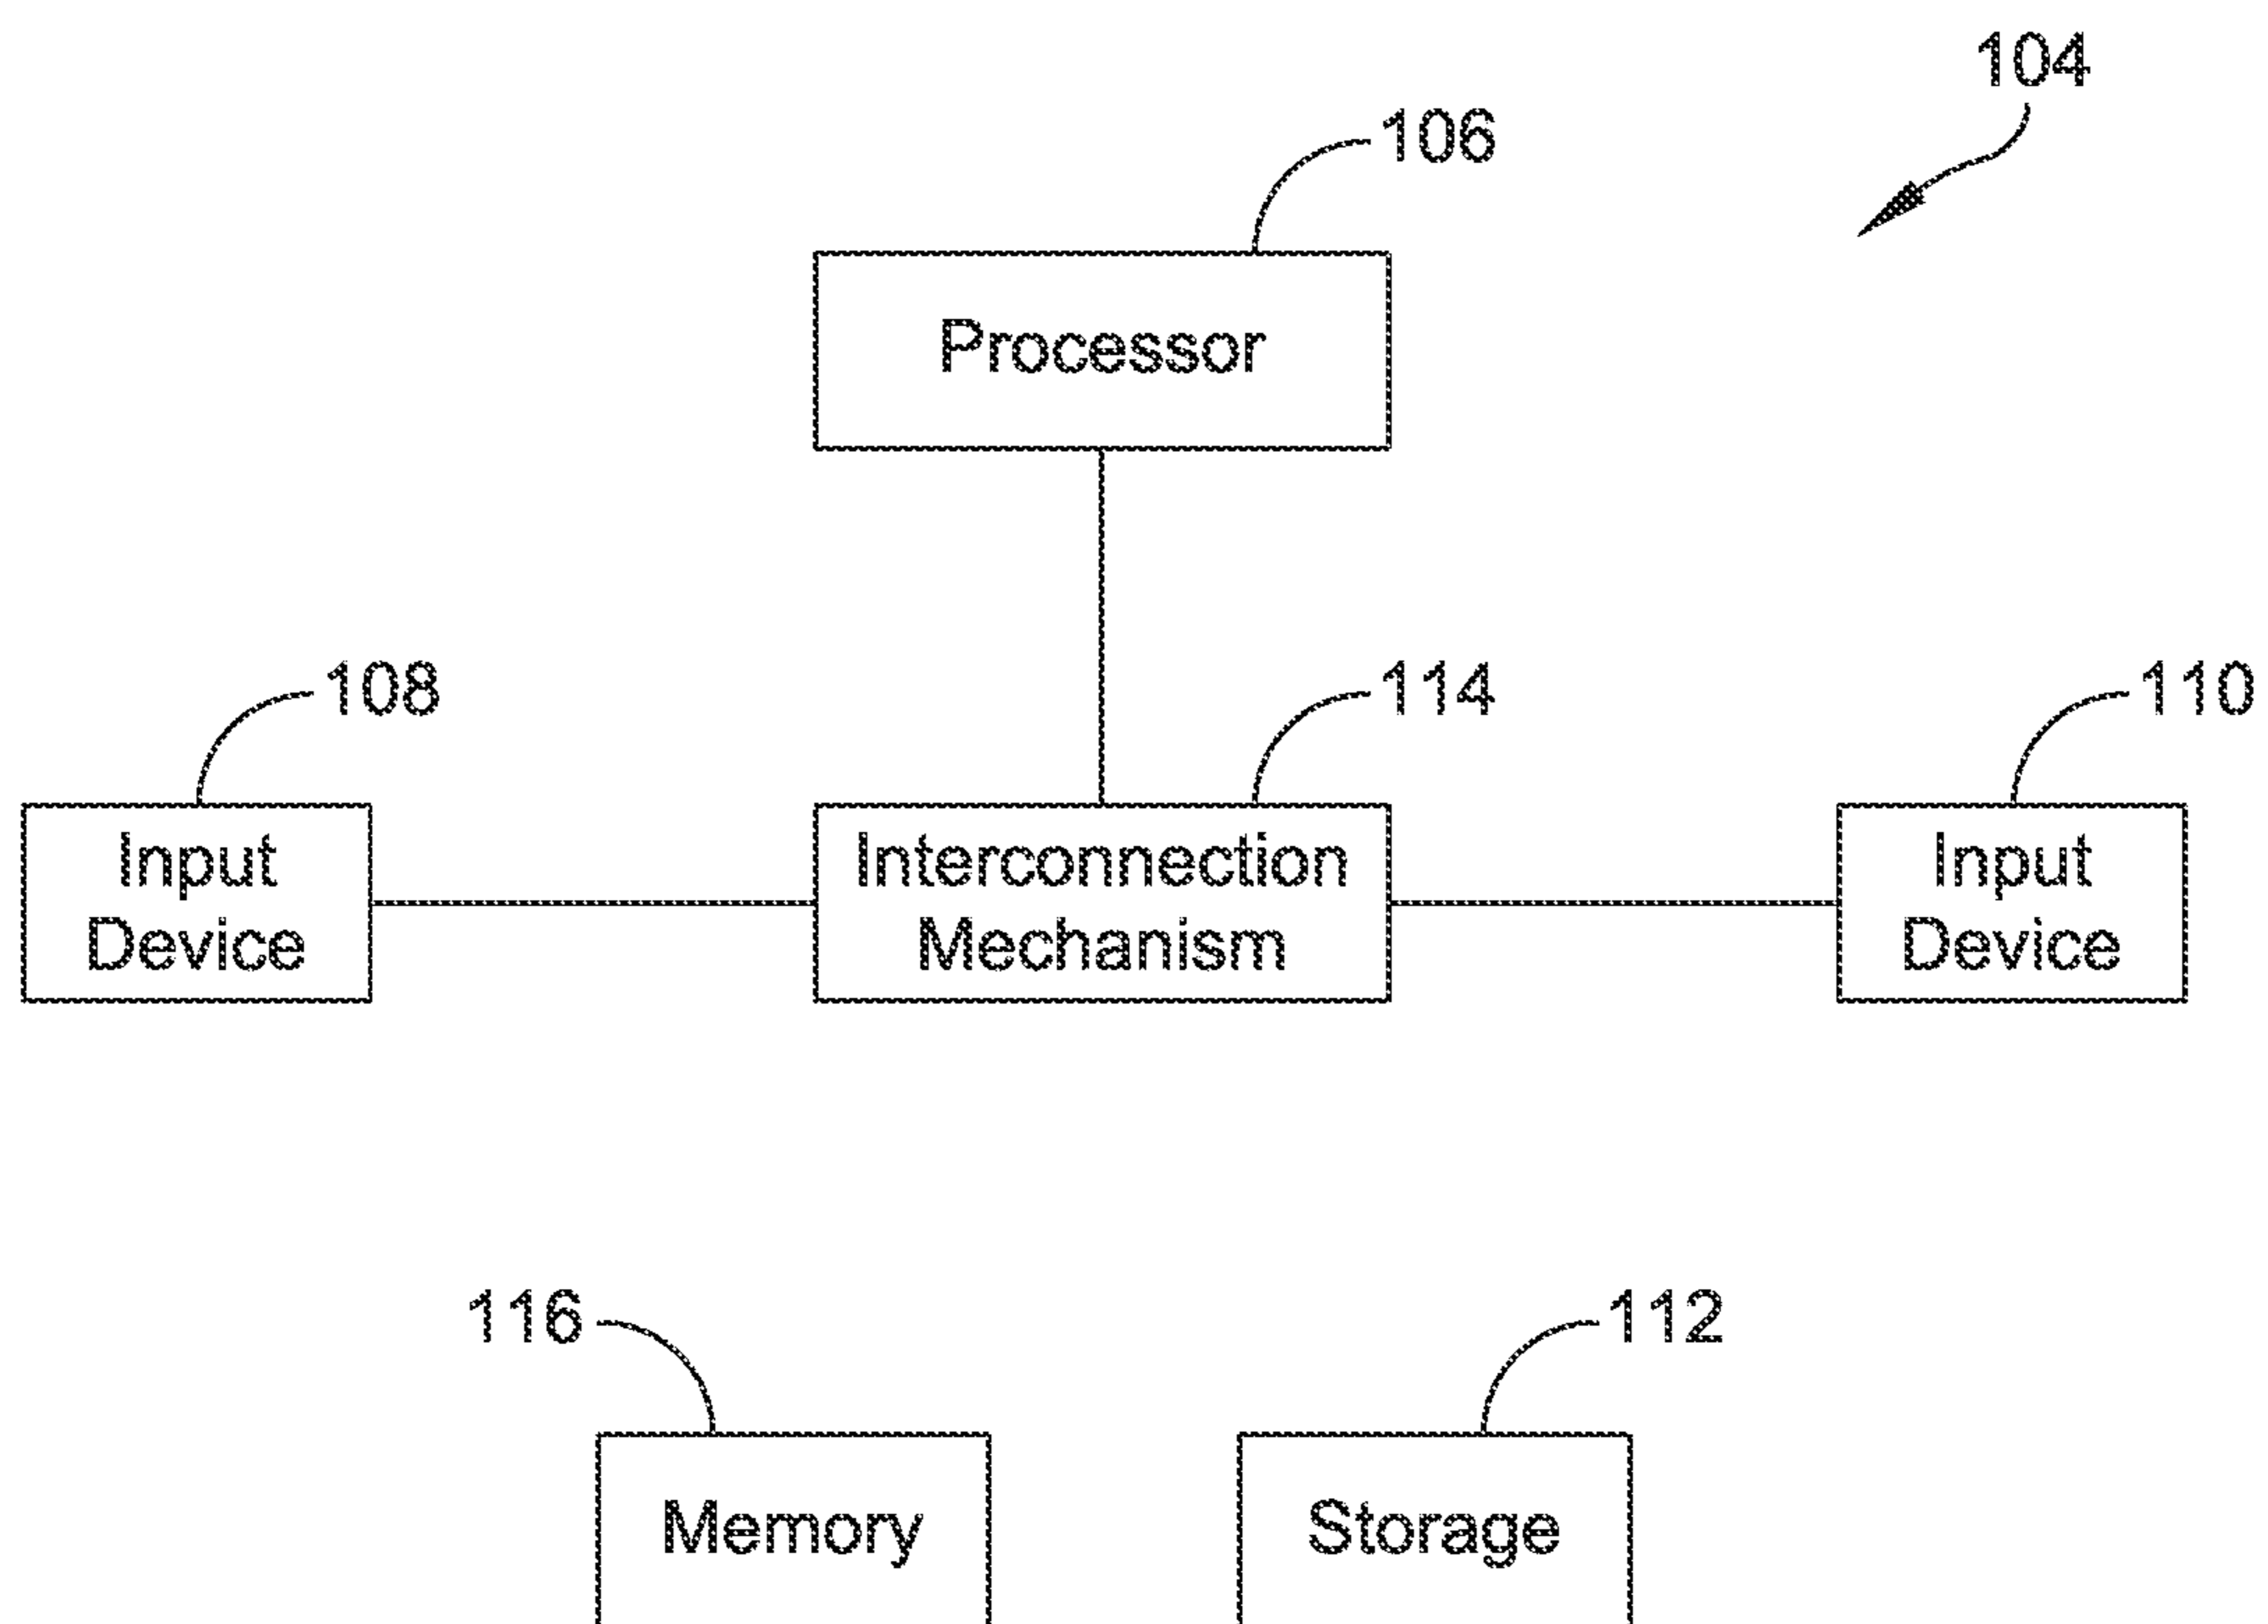 104
106
Processor
108
114
110
Input
Device
Interconnection
Mechanism
Input
Device
116
112
Memory
Storage